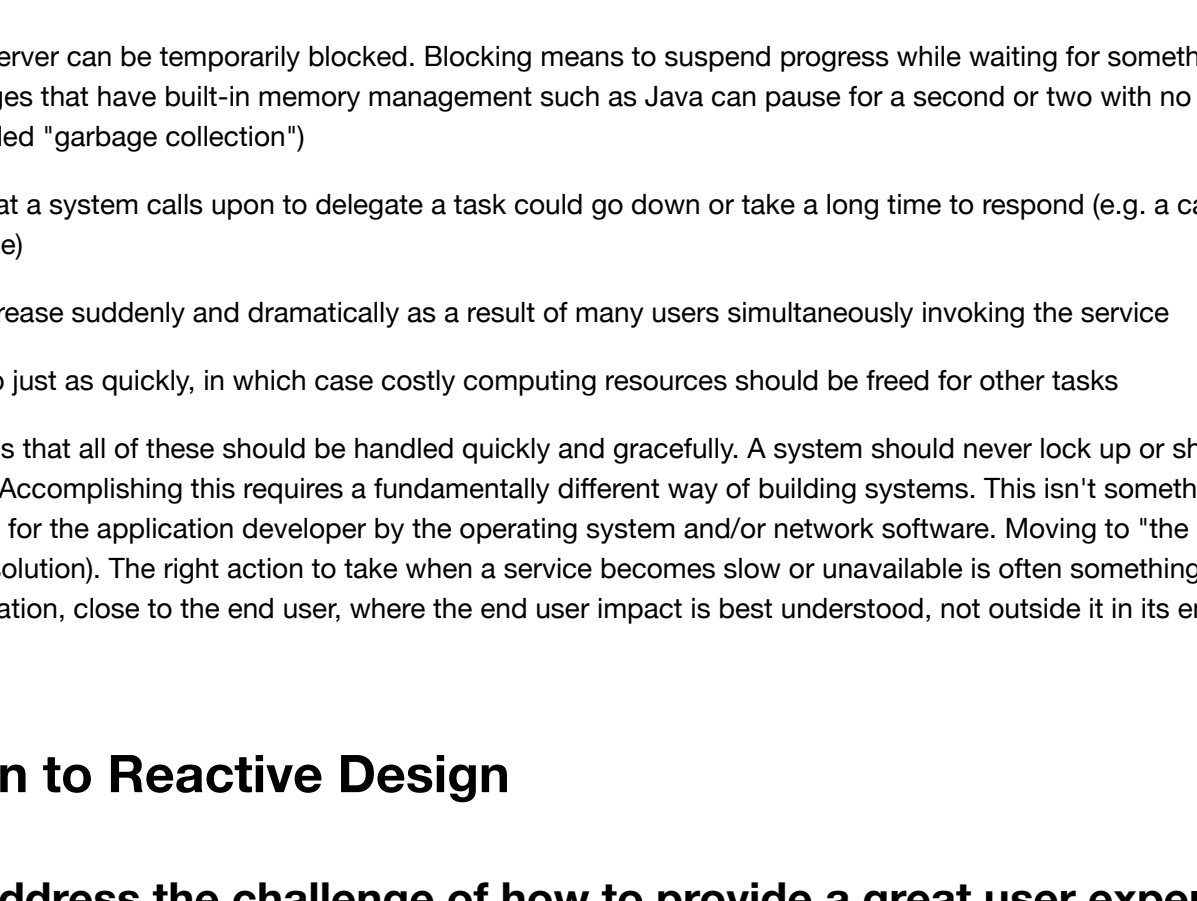 erver can be temporarily blocked. Blocking means to suspend progress while waiting for someth
ges that have built-in memory management such as Java can pause for a second or two with no
led "garbage collection")
at a system calls upon to delegate a task could go down or take a long time to respond (e.g. a ca
e)
rease suddenly and dramatically as a result of many users simultaneously invoking the service
p just as quickly, in which case costly computing resources should be freed for other tasks
s that all of these should be handled quickly and gracefully. A system should never lock up or sh
Accomplishing this requires a fundamentally different way of building systems. This isn't someth
for the application developer by the operating system and/or network software. Moving to "the
solution). The right action to take when a service becomes slow or unavailable is often something
ation, close to the end user, where the end user impact is best understood, not outside it in its en
n to Reactive Design
ddress the challenge of how to provide a great user exper